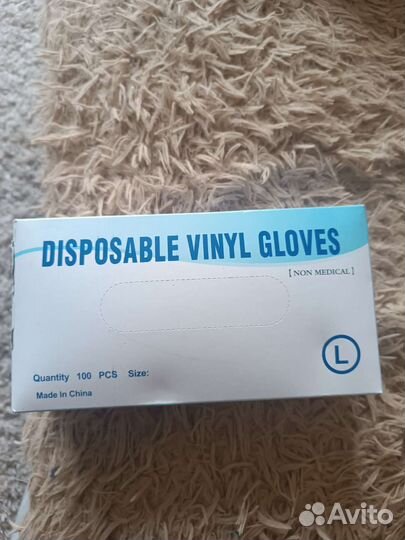 DISPOSABLE VINYL GLOVES
[NON MEDICAL]
L
Quantity 100 PCS Size:
Made In China
Avito